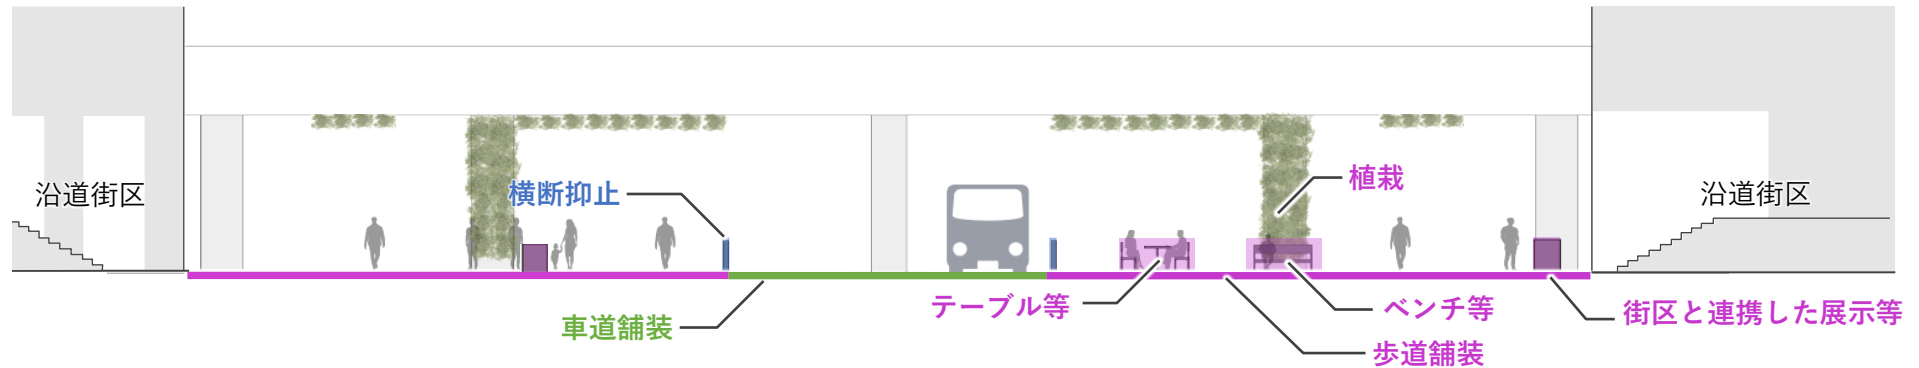 沿道街区
横断抑止
植栽
沿道街区
車道舗装
テーブル等
ベンチ等
街区と連携した展示等
歩道舗装